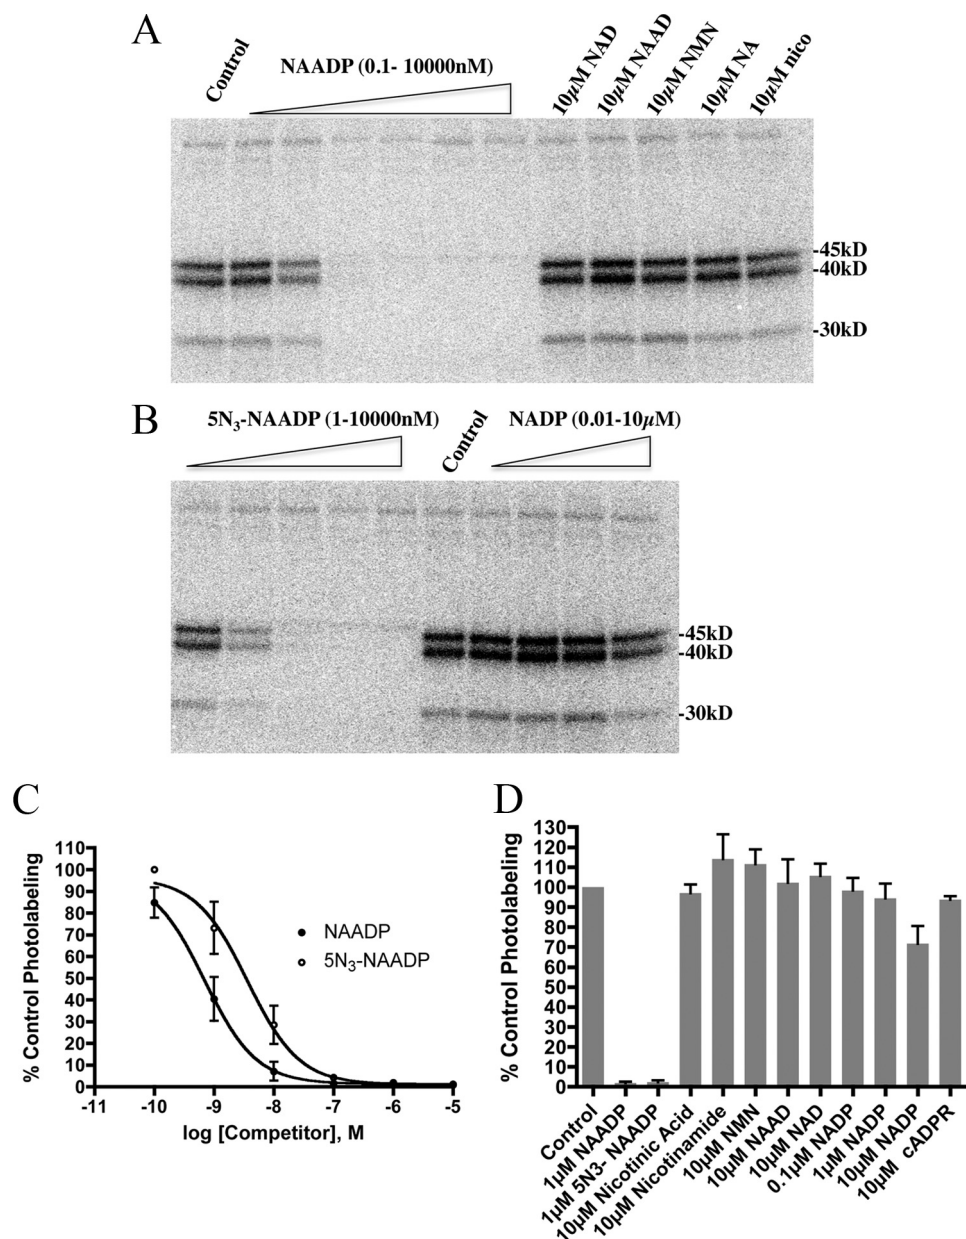 A
Control
NAADP (0.1- 10000nM)
10µM NAD
10µM NAAD
10µM NMN
10µM NA
10µM nico
-45kD
-40kD
-30kD
B
5N₃-NAADP (1-10000nM)
Control
NADP (0.01-10µM)
-45kD
-40kD
-30kD
C
% Control Photolabeling
110
100
90
80
70
60
50
40
30
20
10
0
-11
-10
-9
-8
-7
-6
-5
log [Competitor], M
NAADP
5N₃-NAADP
D
% Control Photolabeling
130
120
110
100
90
80
70
60
50
40
30
20
10
0
Control
1µM NAADP
1µM 5N3- NAADP
10µM Nicotinic Acid
10µM Nicotinamide
10µM NMN
10µM NAAD
10µM NAD
0.1µM NADP
1µM NADP
10µM NADP
10µM cADPR